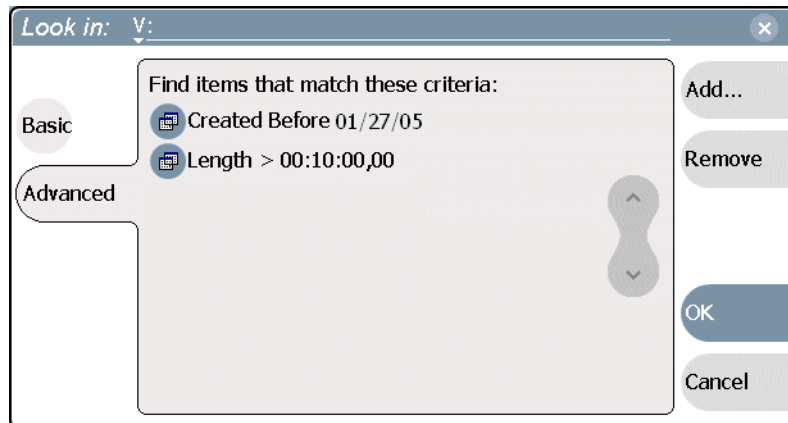 Look in: V:
Find items that match these criteria:
Created Before 01/27/05
Length > 00:10:00,00
Basic
Advanced
Add...
Remove
OK
Cancel